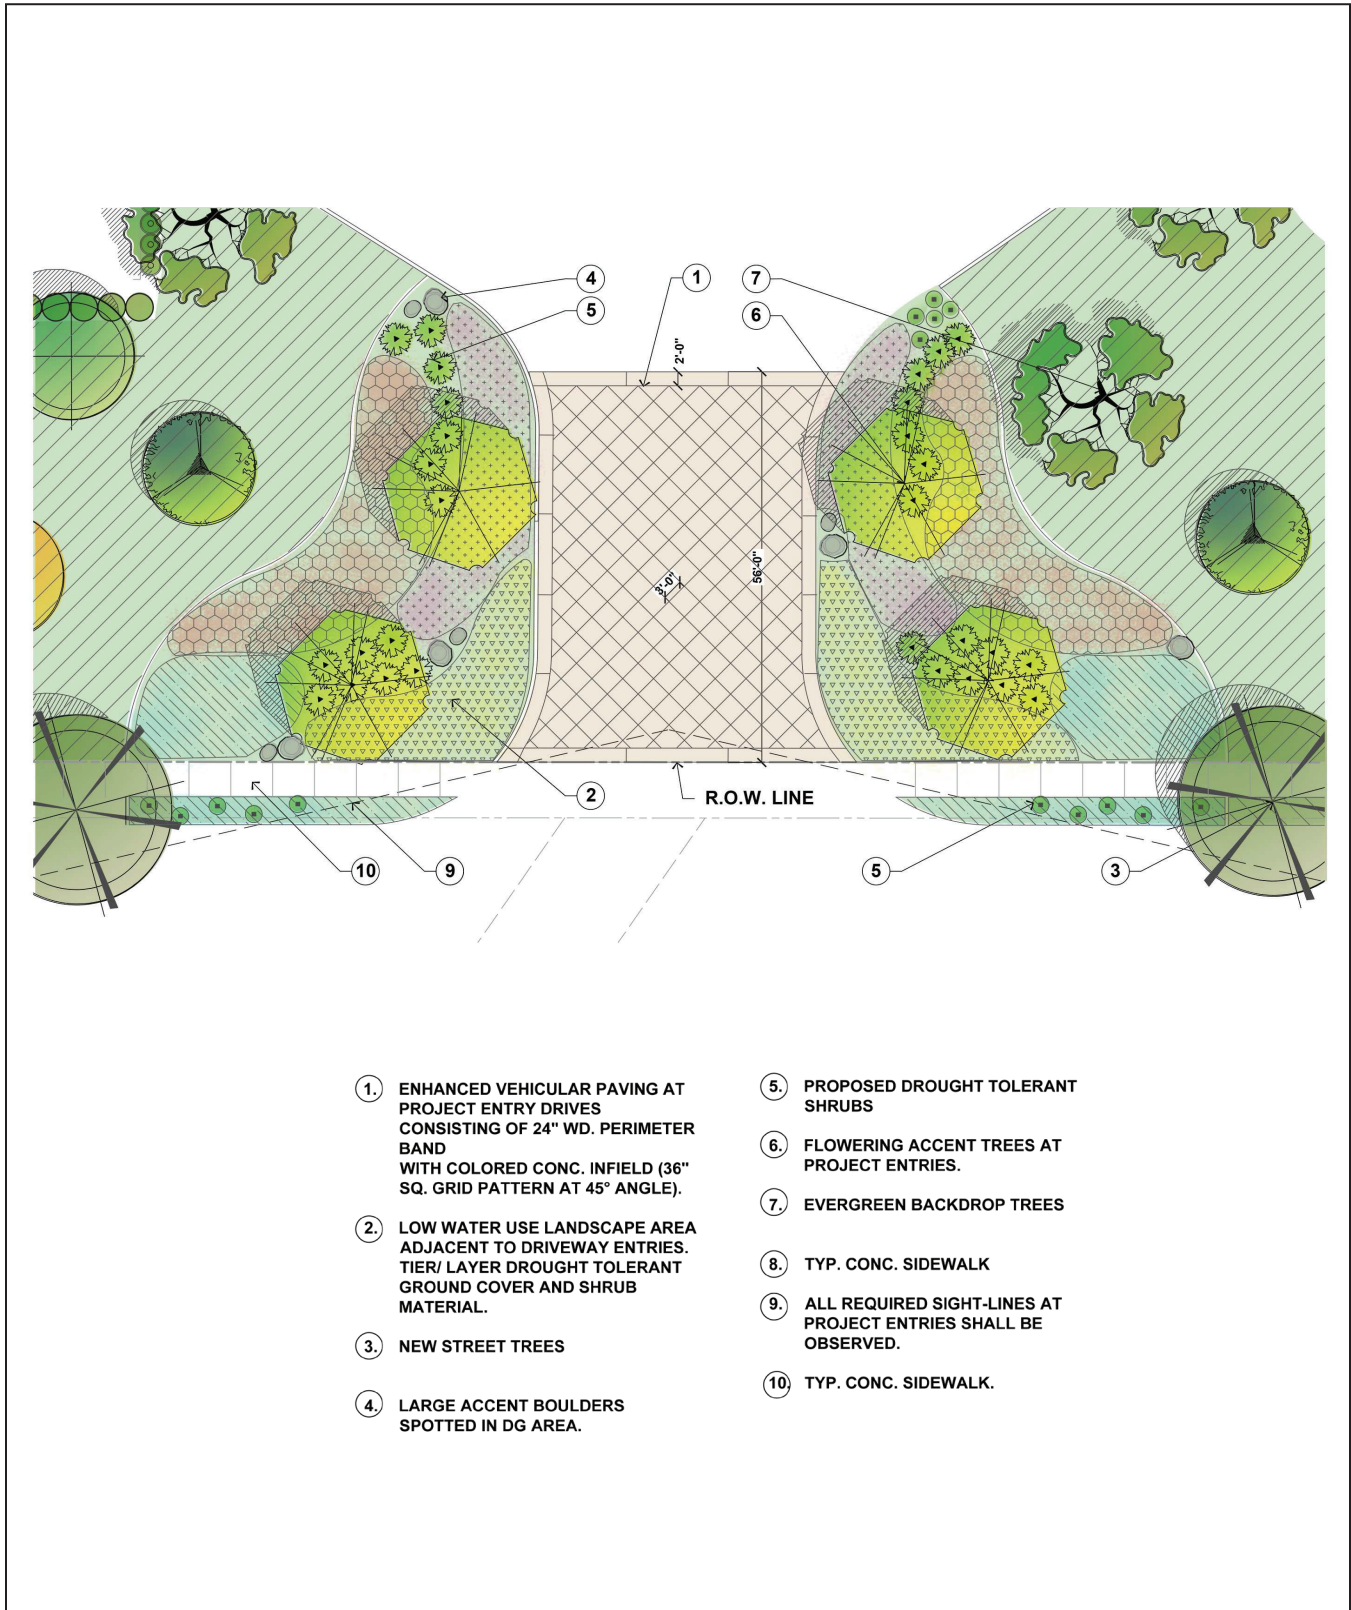 4
1
7
5
6
2'-0"
56'-0"
3'-0"
2
R.O.W. LINE
10
9
5
3
1. ENHANCED VEHICULAR PAVING AT
PROJECT ENTRY DRIVES
CONSISTING OF 24" WD. PERIMETER
BAND
WITH COLORED CONC. INFIELD (36"
SQ. GRID PATTERN AT 45° ANGLE).
2. LOW WATER USE LANDSCAPE AREA
ADJACENT TO DRIVEWAY ENTRIES.
TIER/ LAYER DROUGHT TOLERANT
GROUND COVER AND SHRUB
MATERIAL.
3. NEW STREET TREES
4. LARGE ACCENT BOULDERS
SPOTTED IN DG AREA.
5. PROPOSED DROUGHT TOLERANT
SHRUBS
6. FLOWERING ACCENT TREES AT
PROJECT ENTRIES.
7. EVERGREEN BACKDROP TREES
8. TYP. CONC. SIDEWALK
9. ALL REQUIRED SIGHT-LINES AT
PROJECT ENTRIES SHALL BE
OBSERVED.
10. TYP. CONC. SIDEWALK.